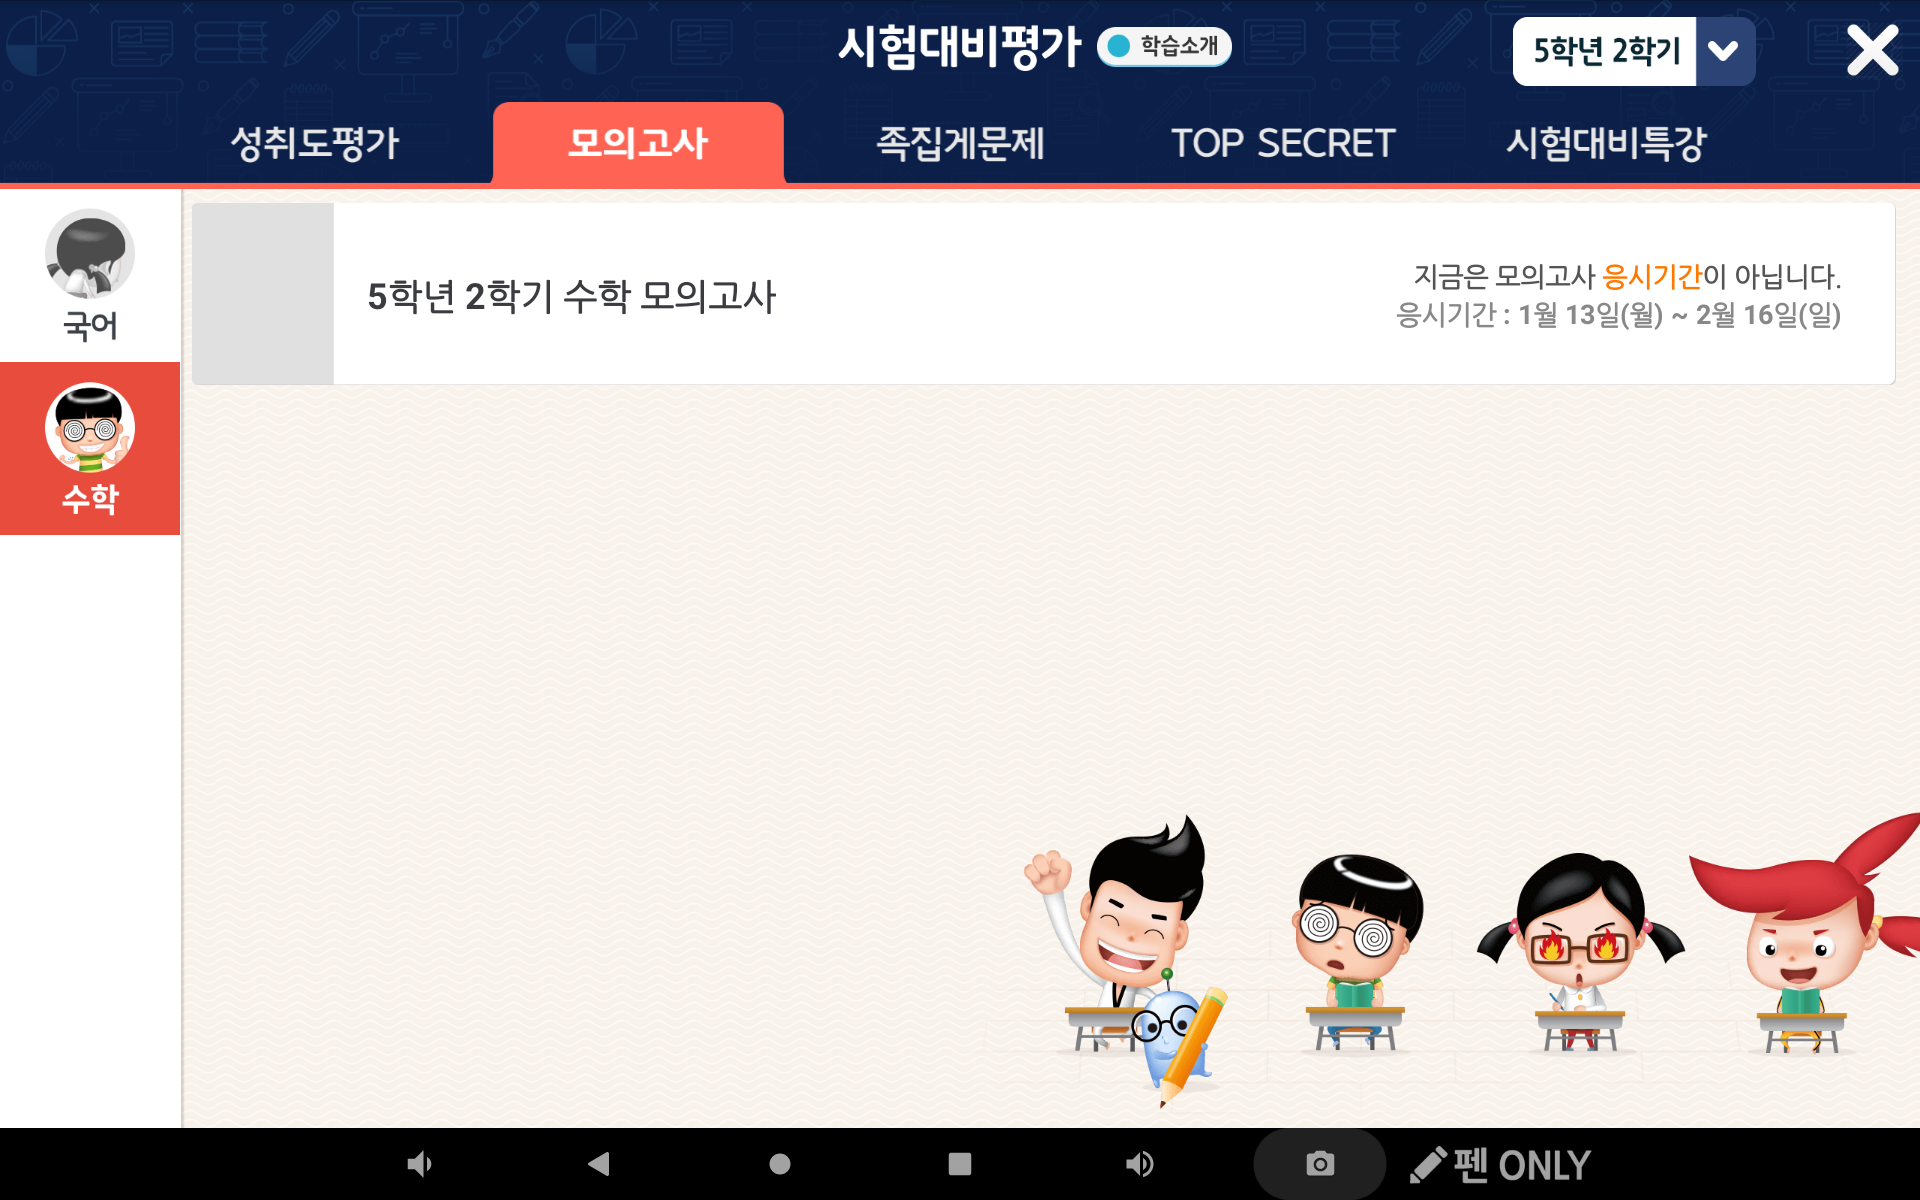 시험대비평가
학습소개
5학년 2학기
성취도평가
모의고사
족집게문제
TOP SECRET
시험대비특강
국어
수학
5학년 2학기 수학 모의고사
지금은 모의고사 응시기간이 아닙니다.
응시기간 : 1월 13일(월) ~ 2월 16일(일)
펜 ONLY